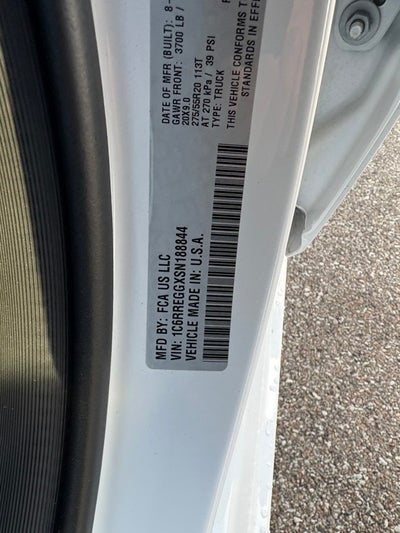 MFD BY: FCA US LLC
VIN: 1C6RREGGXSN188844
VEHICLE MADE IN: U.S.A.
DATE OF MFR (BUILT): 8-
GAWR FRONT: 3700 LB /
20X9.0
275/55R20 113T
AT 270 kPa / 39 PSI
TYPE: TRUCK
THIS VEHICLE CONFORMS T
STANDARDS IN EFFE